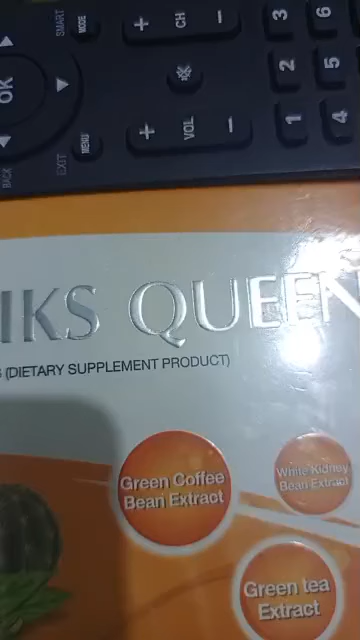 SMART
MODE
+ CH −
3
6
OK
2
5
+ VOL −
1
4
MENU
EXIT
BACK
IKS QUEEN
(DIETARY SUPPLEMENT PRODUCT)
Green Coffee
Bean Extract
White Kidney
Bean Extract
Green tea
Extract